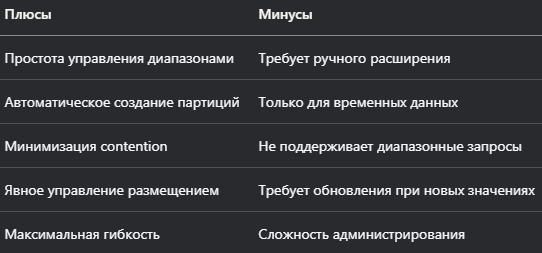 Плюсы Минусы
Простота управления диапазонами Требует ручного расширения
Автоматическое создание партиций Только для временных данных
Минимизация contention Не поддерживает диапазонные запросы
Явное управление размещением Требует обновления при новых значениях
Максимальная гибкость Сложность администрирования